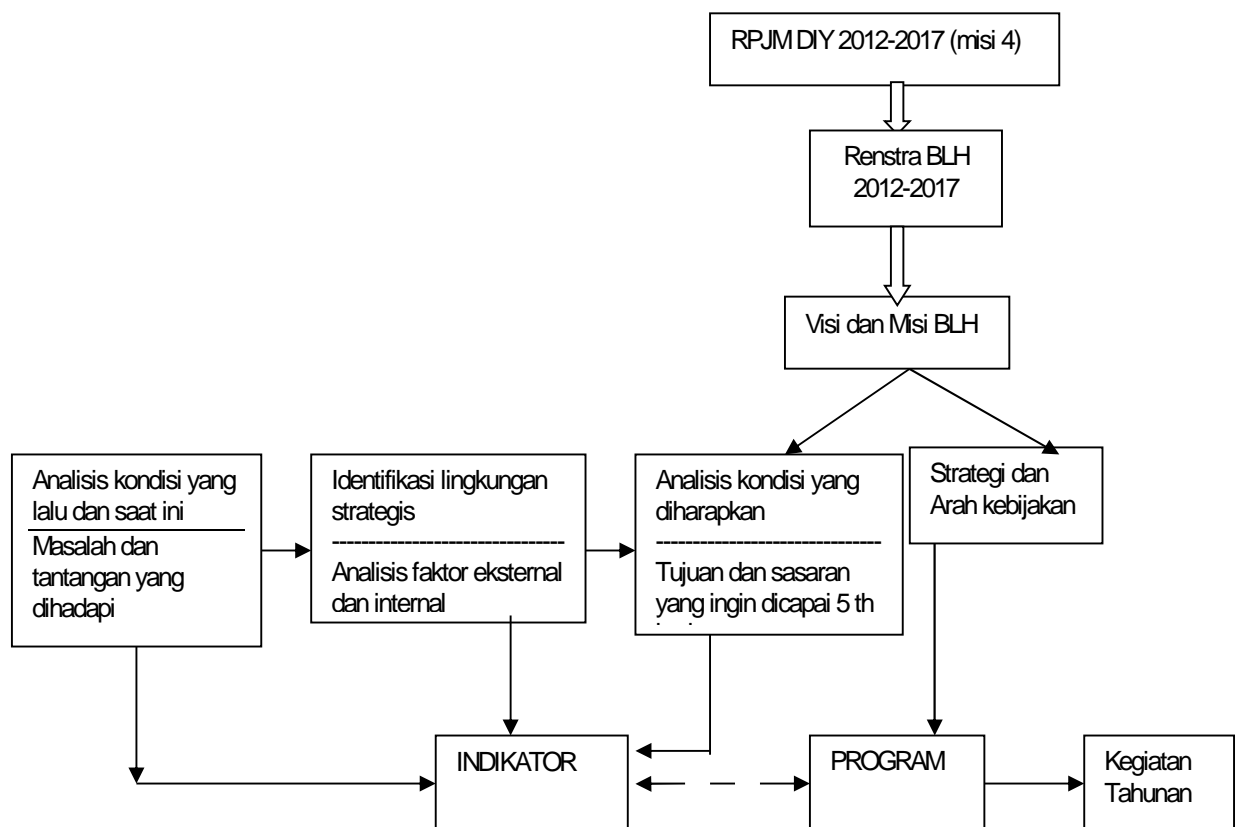 RPJM DIY 2012-2017 (misi 4)
Renstra BLH
2012-2017
Visi dan Misi BLH
Analisis kondisi yang
lalu dan saat ini
Masalah dan
tantangan yang
dihadapi
Identifikasi lingkungan
strategis
--------------------------------
Analisis faktor eksternal
dan internal
Analisis kondisi yang
diharapkan
-------------------------------
Tujuan dan sasaran
yang ingin dicapai 5 th
Strategi dan
Arah kebijakan
INDIKATOR
PROGRAM
Kegiatan
Tahunan